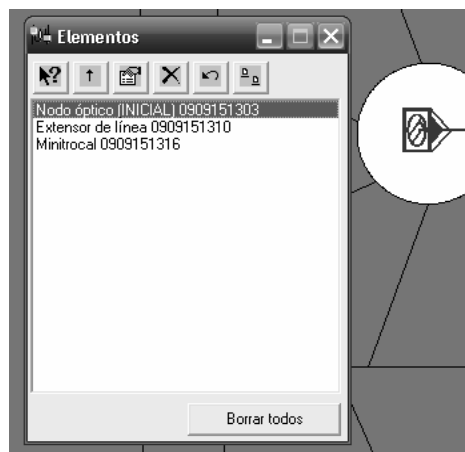 Elementos
Nodo óptico (INICIAL) 0909151303
Extensor de línea 0909151310
Minitrocal 0909151316
Borrar todos